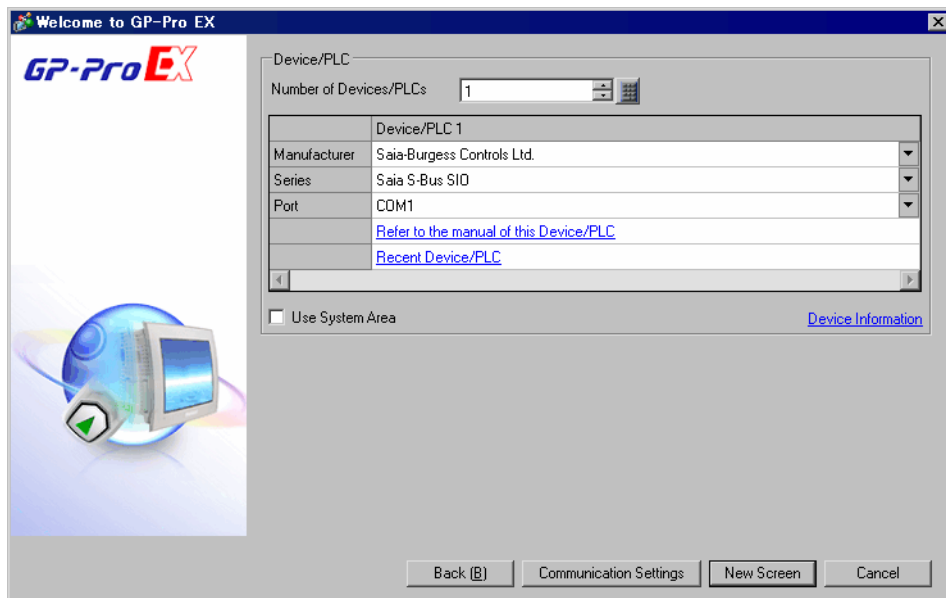 Welcome to GP-Pro EX
GP-Pro EX
Device/PLC
Number of Devices/PLCs 1
Device/PLC 1
Manufacturer Saia-Burgess Controls Ltd.
Series Saia S-Bus SIO
Port COM1
Refer to the manual of this Device/PLC
Recent Device/PLC
Use System Area Device Information
Back (B) Communication Settings New Screen Cancel